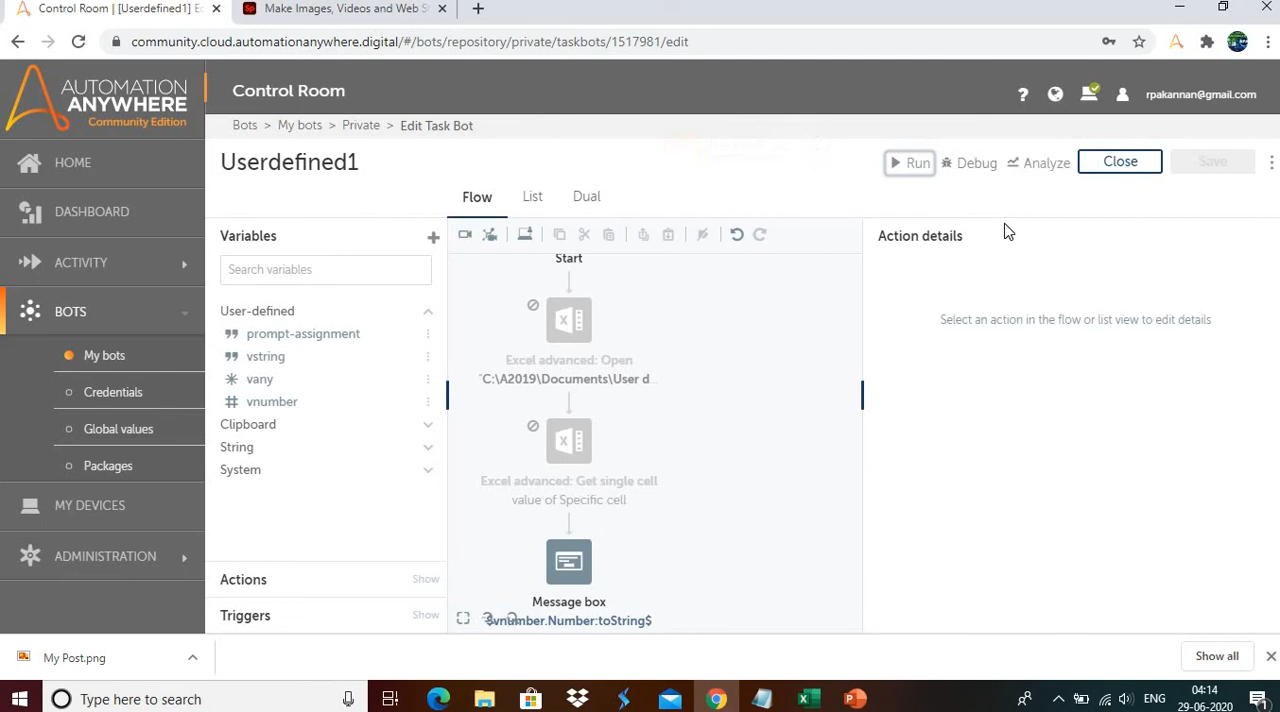 Control Room | [Userdefined1] Ec
Make Images, Videos and Web St
community.cloud.automationanywhere.digital/#/bots/repository/private/taskbots/1517981/edit
AUTOMATION
ANYWHERE
Community Edition
Control Room
rpakannan@gmail.com
Bots > My bots > Private > Edit Task Bot
HOME
Userdefined1
Run
Debug
Analyze
Close
Save
DASHBOARD
Flow
List
Dual
Variables
Action details
ACTIVITY
Search variables
Start
BOTS
User-defined
prompt-assignment
vstring
vany
vnumber
Clipboard
String
System
Select an action in the flow or list view to edit details
My bots
Credentials
Global values
Packages
Excel advanced: Open
"C:\A2019\Documents\User d...
Excel advanced: Get single cell
value of Specific cell
MY DEVICES
ADMINISTRATION
Actions
Show
Triggers
Show
Message box
$vnumber.Number:toString$
My Post.png
Show all
Type here to search
ENG
04:14
29-06-2020
1